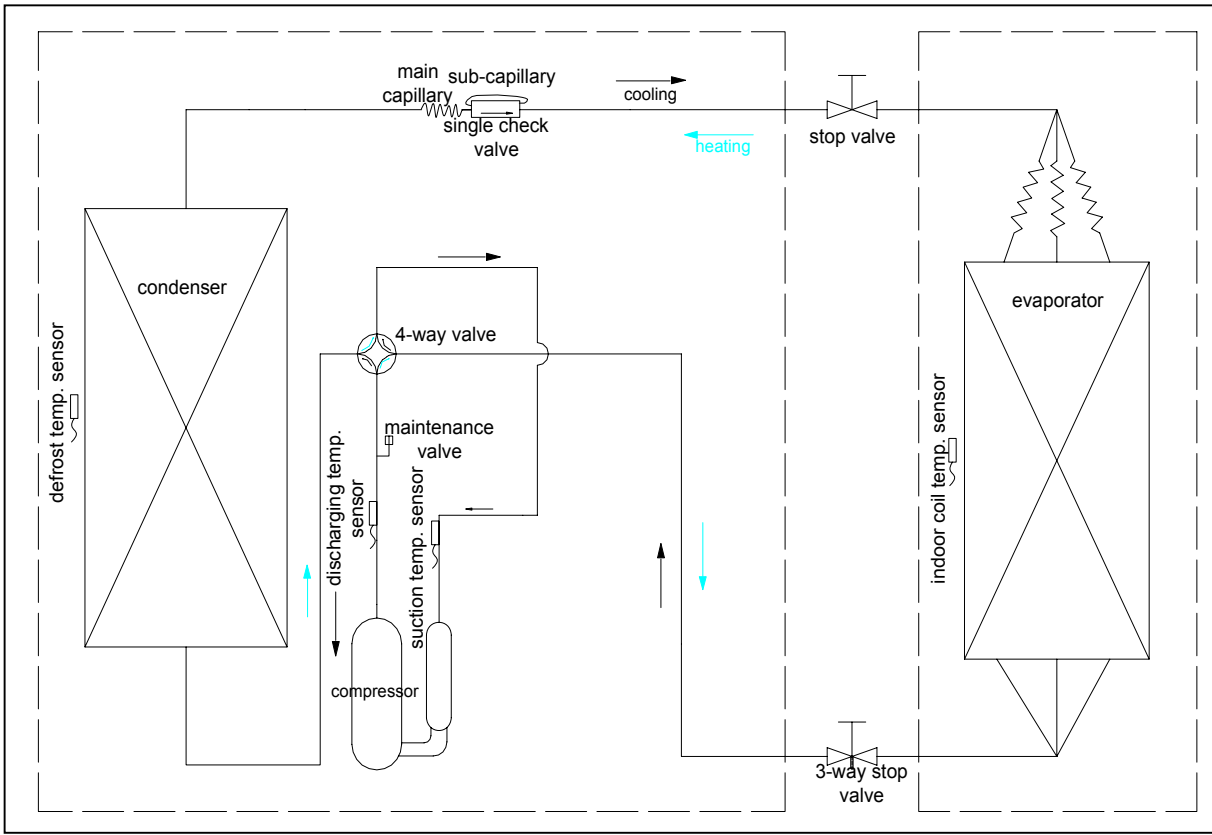 main
capillary
sub-capillary
single check
valve
cooling
heating
stop valve
condenser
evaporator
4-way valve
defrost temp. sensor
maintenance
valve
discharging temp.
sensor
suction temp. sensor
indoor coil temp. sensor
compressor
3-way stop
valve